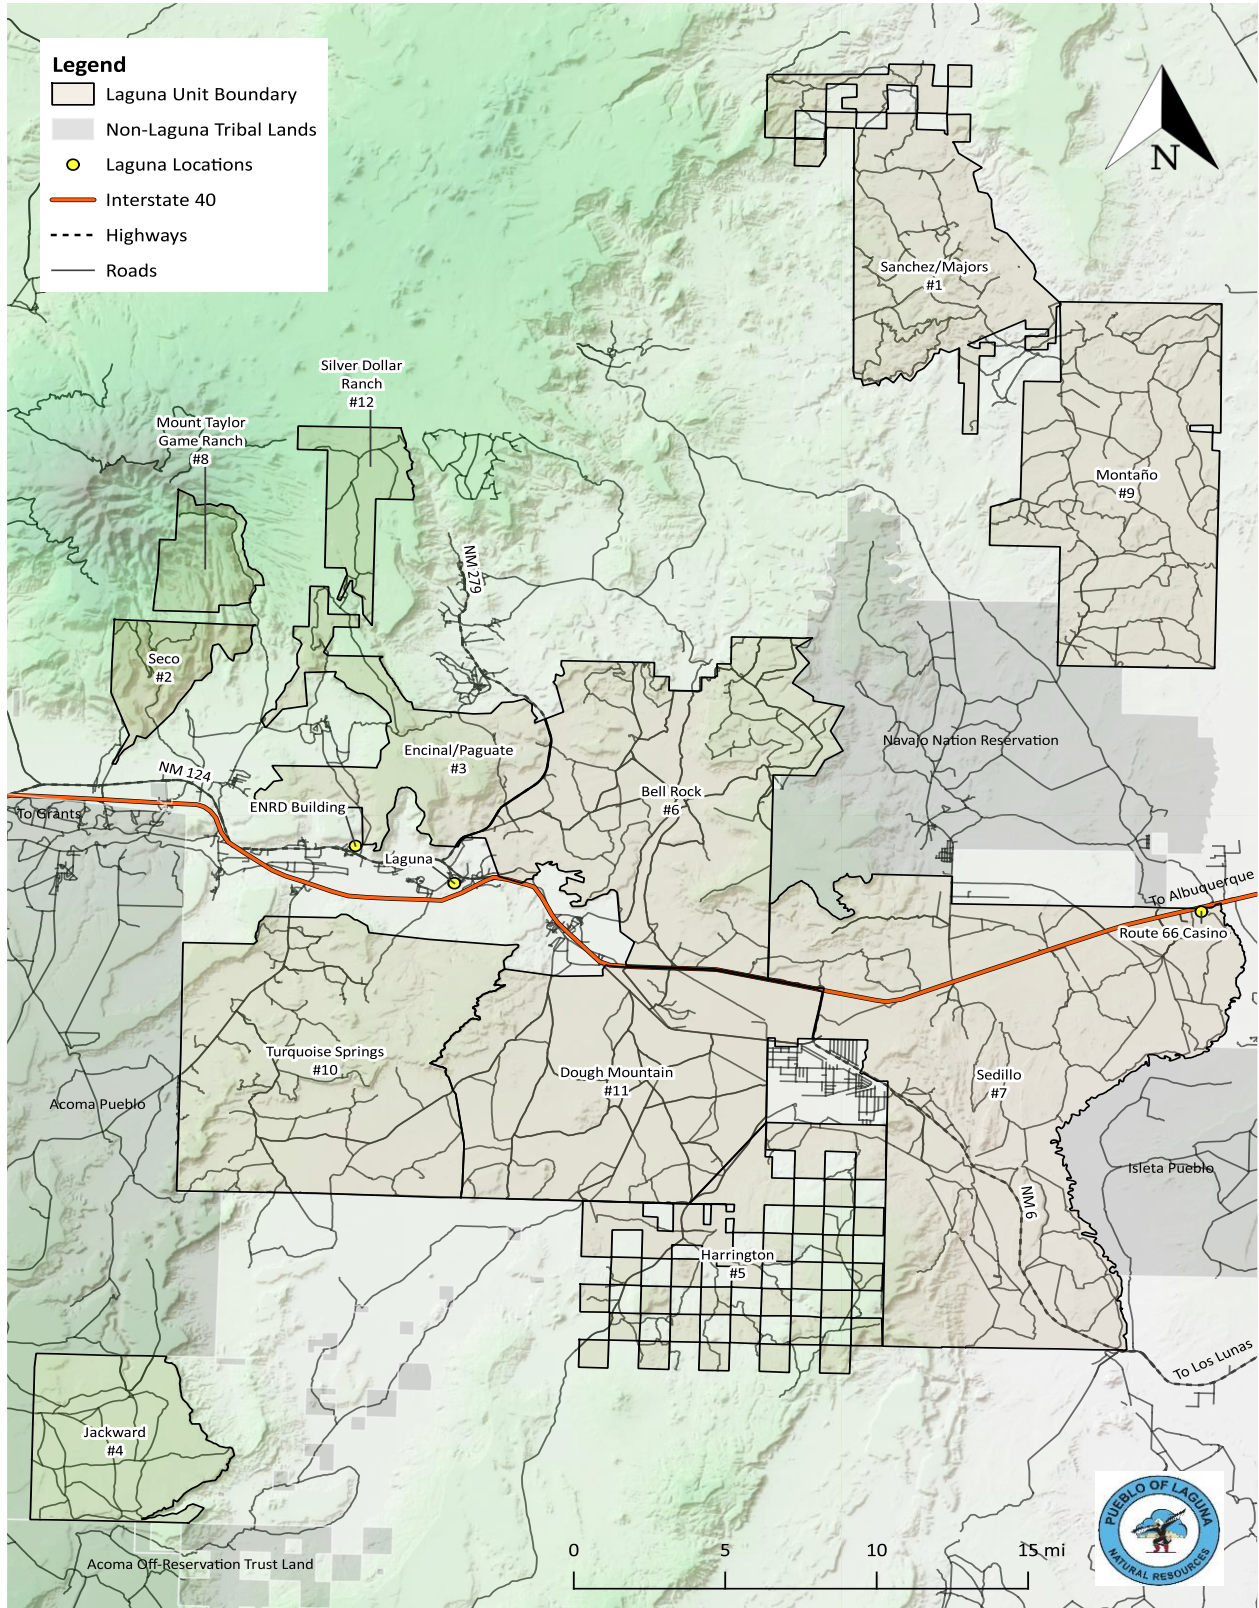 Legend
Laguna Unit Boundary
Non-Laguna Tribal Lands
Laguna Locations
Interstate 40
Highways
Roads
N
Sanchez/Majors
#1
Silver Dollar
Ranch
#12
Mount Taylor
Game Ranch
#8
Montaño
#9
NM 279
Seco
#2
Navajo Nation Reservation
Encinal/Paguate
#3
NM 124
Bell Rock
#6
ENRD Building
To Grants
Laguna
To Albuquerque
Route 66 Casino
Turquoise Springs
#10
Dough Mountain
#11
Sedillo
#7
Acoma Pueblo
Isleta Pueblo
NM 6
Harrington
#5
To Los Lunas
Jackward
#4
Acoma Off-Reservation Trust Land
0 5 10 15 mi
PUEBLO OF LAGUNA
NATURAL RESOURCES